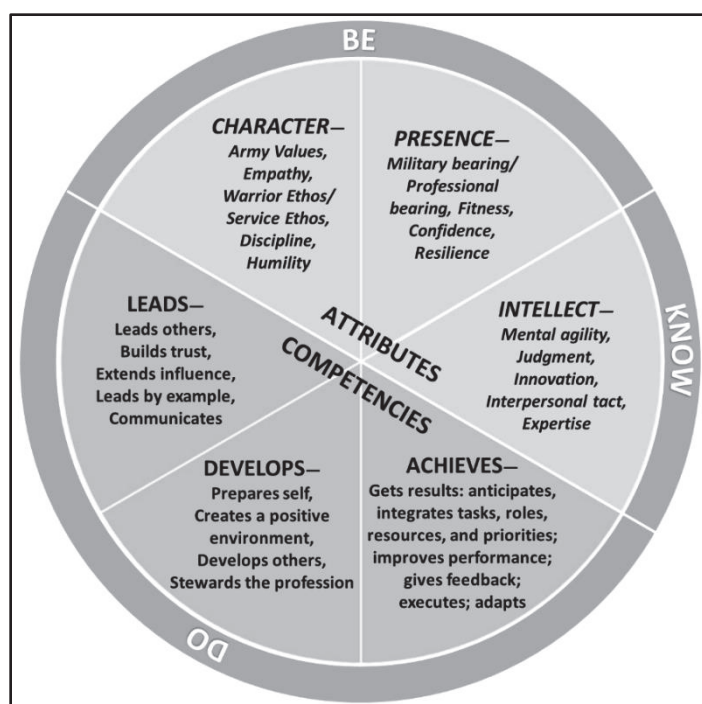 BE
CHARACTER—
Army Values,
Empathy,
Warrior Ethos/
Service Ethos,
Discipline,
Humility
PRESENCE—
Military bearing/
Professional
bearing, Fitness,
Confidence,
Resilience
KNOW
INTELLECT—
Mental agility,
Judgment,
Innovation,
Interpersonal tact,
Expertise
ATTRIBUTES
COMPETENCIES
LEADS—
Leads others,
Builds trust,
Extends influence,
Leads by example,
Communicates
DEVELOPS—
Prepares self,
Creates a positive
environment,
Develops others,
Stewards the profession
ACHIEVES—
Gets results: anticipates,
integrates tasks, roles,
resources, and priorities;
improves performance;
gives feedback;
executes; adapts
DO